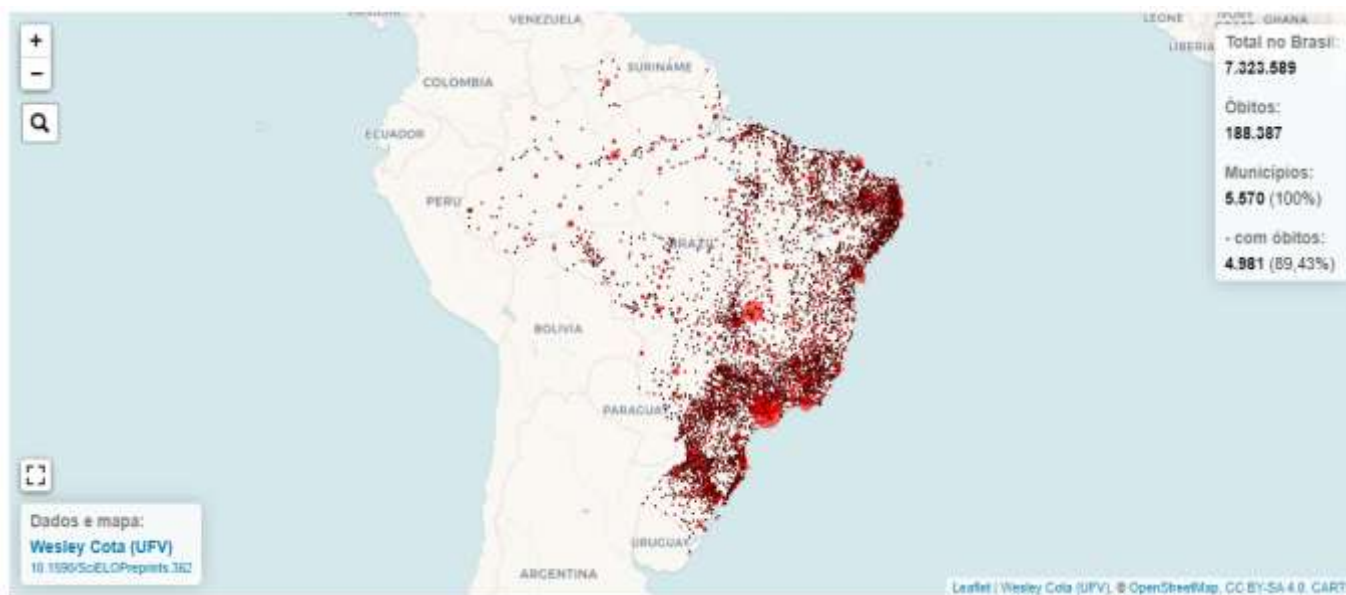 VENEZUELA
LEONE
GHANA
LIBERIA
SURINAME
COLOMBIA
ECUADOR
PERU
BRAZIL
BOLIVIA
PARAGUAY
URUGUAY
ARGENTINA
+
−
Total no Brasil:
7.323.589
Óbitos:
188.387
Municípios:
5.570 (100%)
- com óbitos:
4.981 (89,43%)
Dados e mapa:
Wesley Cota (UFV)
10.1590/SciELOPreprints.362
Leaflet | Wesley Cota (UFV), © OpenStreetMap, CC BY-SA 4.0, CART